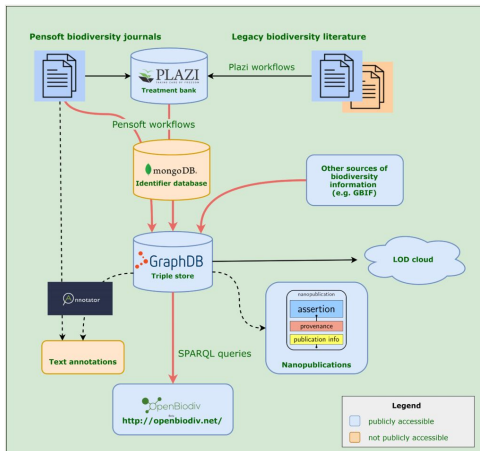 Pensoft biodiversity journals
Legacy biodiversity literature
PLAZI
Treatment bank
Plazi workflows
Pensoft workflows
mongoDB.
Identifier database
Other sources of
biodiversity
information
(e.g. GBIF)
GraphDB
Triple store
LOD cloud
nnotator
nanopublication
assertion
provenance
publication info
Nanopublications
Text annotations
SPARQL queries
OpenBiodiv
http://openbiodiv.net/
Legend
publicly accessible
not publicly accessible